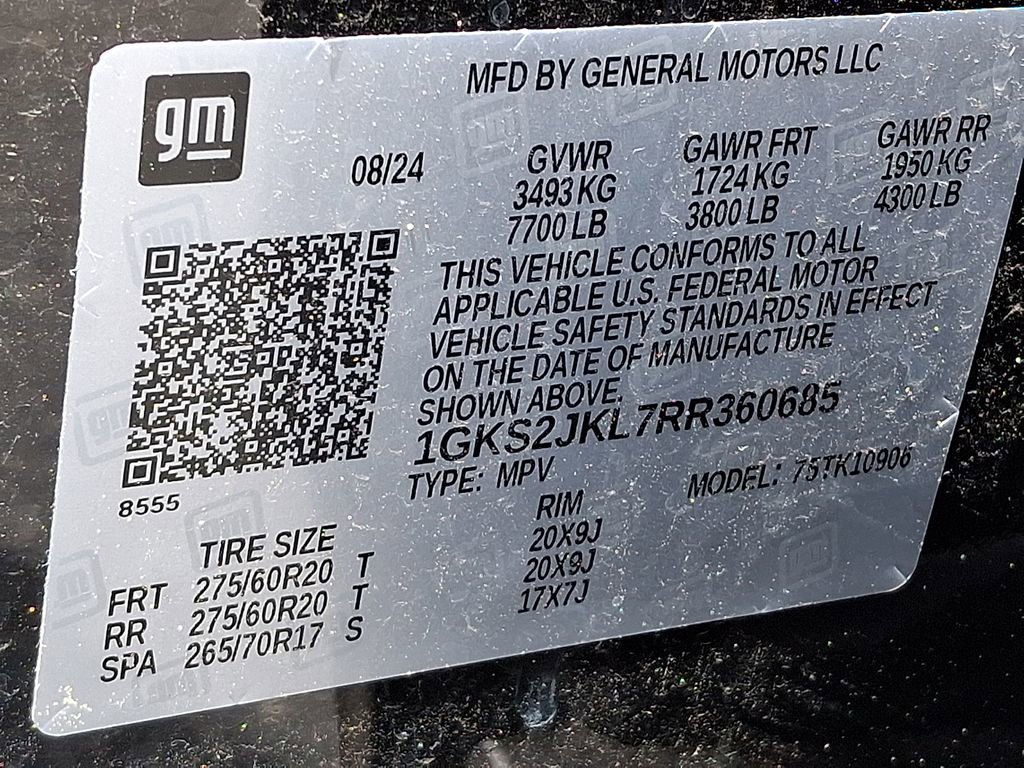 gm
MFD BY GENERAL MOTORS LLC
08/24
GVWR GAWR FRT GAWR RR
3493 KG 1724 KG 1950 KG
7700 LB 3800 LB 4300 LB
THIS VEHICLE CONFORMS TO ALL
APPLICABLE U.S. FEDERAL MOTOR
VEHICLE SAFETY STANDARDS IN EFFECT
ON THE DATE OF MANUFACTURE
SHOWN ABOVE.
1GKS2JKL7RR360685
TYPE: MPV MODEL: 75TK10906
8555
TIRE SIZE RIM
FRT 275/60R20 T 20X9J
RR 275/60R20 T 20X9J
SPA 265/70R17 S 17X7J